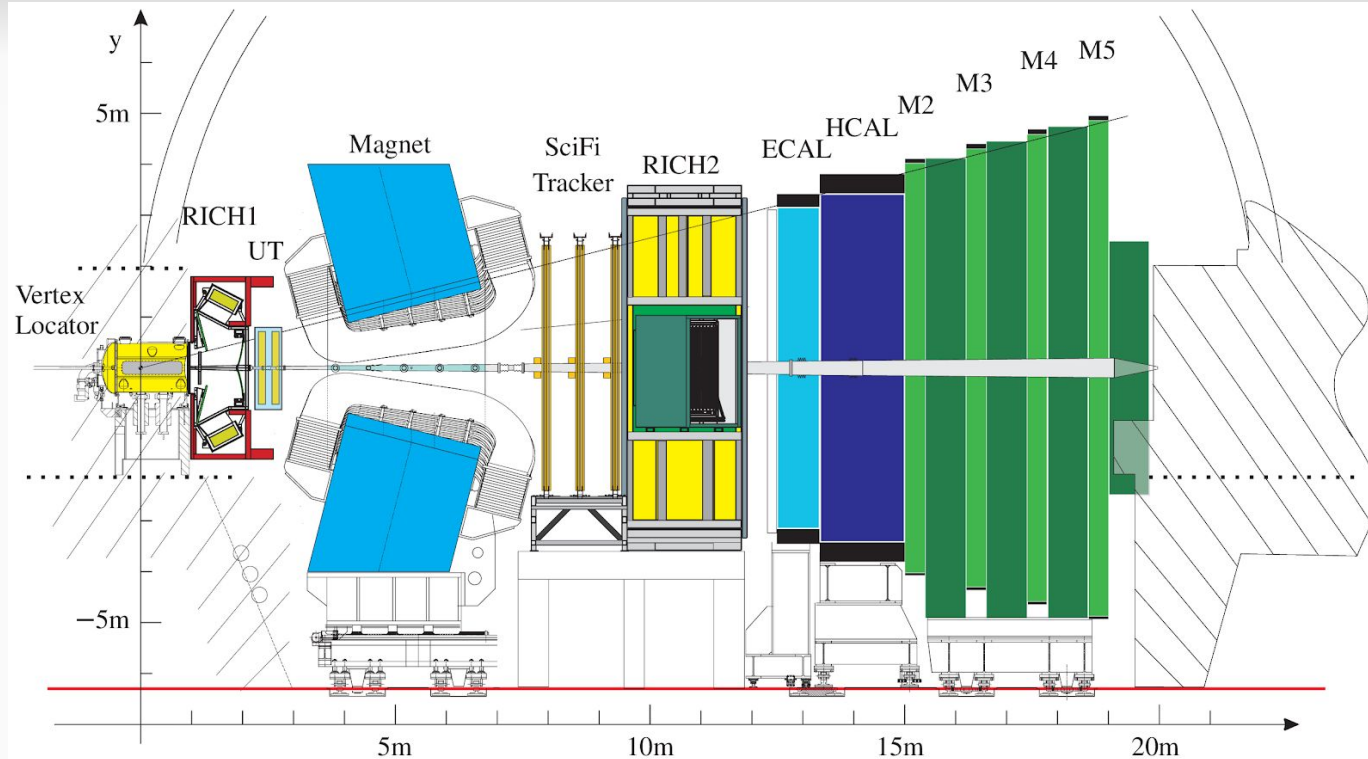 y
5m
Magnet
SciFi
Tracker
RICH2
ECAL
HCAL
M2
M3
M4
M5
RICH1
UT
Vertex
Locator
−5m
5m
10m
15m
20m